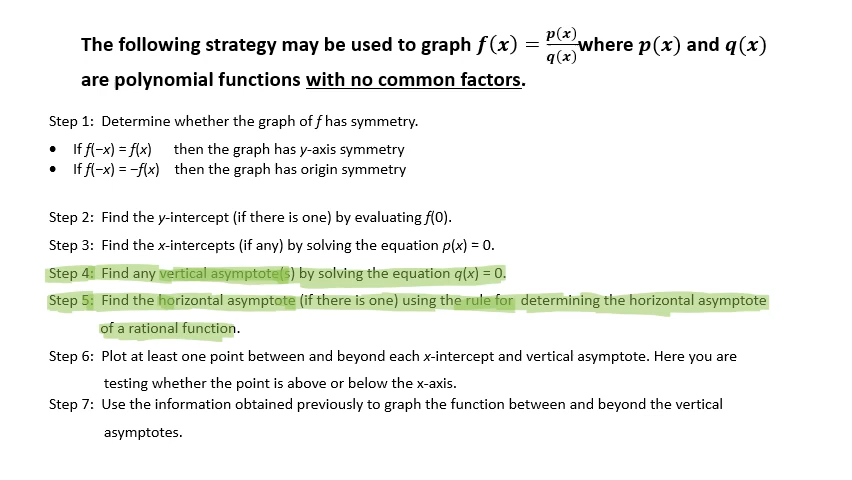 The following strategy may be used to graph f(x) = p(x)/q(x) where p(x) and q(x)
are polynomial functions with no common factors.
Step 1: Determine whether the graph of f has symmetry.
• If f(−x) = f(x) then the graph has y-axis symmetry
• If f(−x) = −f(x) then the graph has origin symmetry
Step 2: Find the y-intercept (if there is one) by evaluating f(0).
Step 3: Find the x-intercepts (if any) by solving the equation p(x) = 0.
Step 4: Find any vertical asymptote(s) by solving the equation q(x) = 0.
Step 5: Find the horizontal asymptote (if there is one) using the rule for determining the horizontal asymptote
of a rational function.
Step 6: Plot at least one point between and beyond each x-intercept and vertical asymptote. Here you are
testing whether the point is above or below the x-axis.
Step 7: Use the information obtained previously to graph the function between and beyond the vertical
asymptotes.